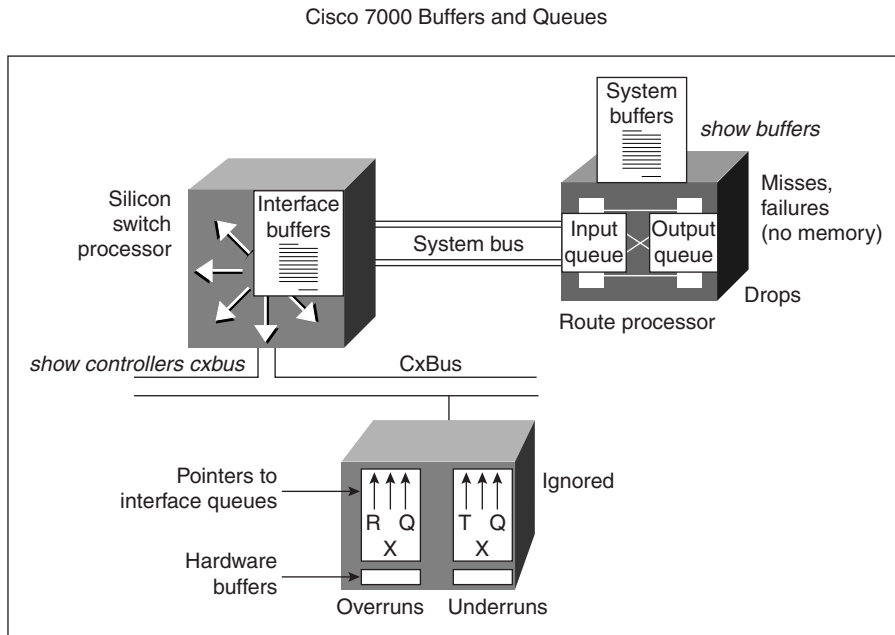 Cisco 7000 Buffers and Queues
System
buffers
show buffers
Silicon
switch
processor
Interface
buffers
System bus
Input
queue
Output
queue
Misses,
failures
(no memory)
Drops
Route processor
show controllers cxbus
CxBus
Pointers to
interface queues
R Q
X
T Q
X
Ignored
Hardware
buffers
Overruns
Underruns